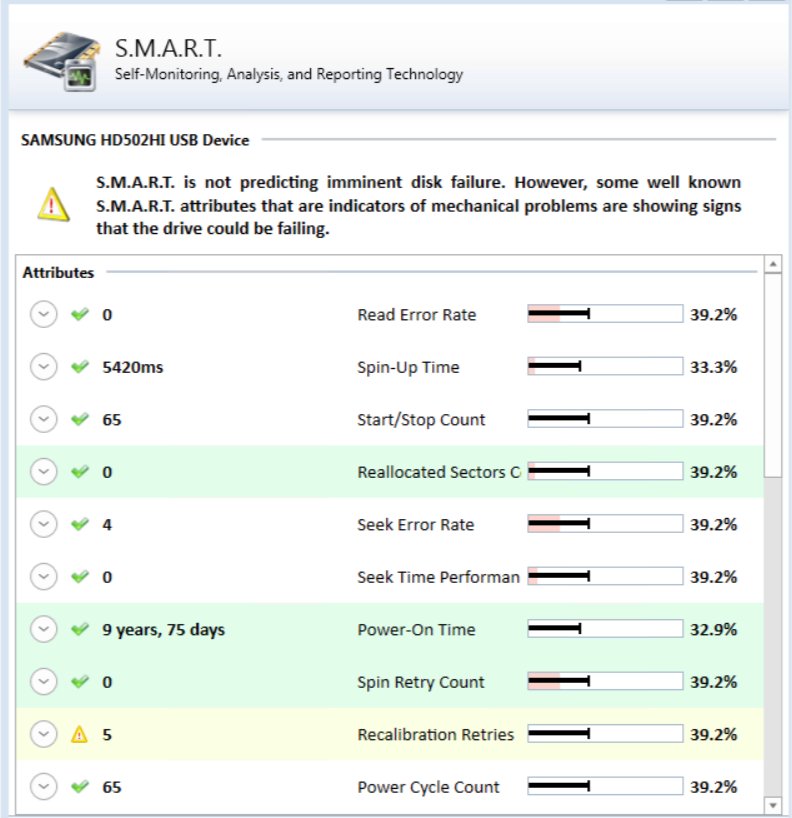 S.M.A.R.T.
Self-Monitoring, Analysis, and Reporting Technology
SAMSUNG HD502HI USB Device
S.M.A.R.T. is not predicting imminent disk failure. However, some well known
S.M.A.R.T. attributes that are indicators of mechanical problems are showing signs
that the drive could be failing.
Attributes
0 Read Error Rate 39.2%
5420ms Spin-Up Time 33.3%
65 Start/Stop Count 39.2%
0 Reallocated Sectors C 39.2%
4 Seek Error Rate 39.2%
0 Seek Time Performan 39.2%
9 years, 75 days Power-On Time 32.9%
0 Spin Retry Count 39.2%
5 Recalibration Retries 39.2%
65 Power Cycle Count 39.2%